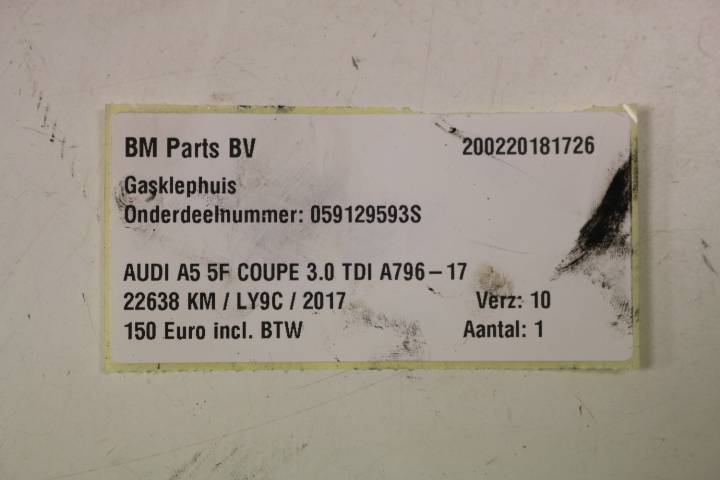 BM Parts BV 200220181726
Gasklephuis
Onderdeelnummer: 059129593S
AUDI A5 5F COUPE 3.0 TDI A796-17
22638 KM / LY9C / 2017 Verz: 10
150 Euro incl. BTW Aantal: 1